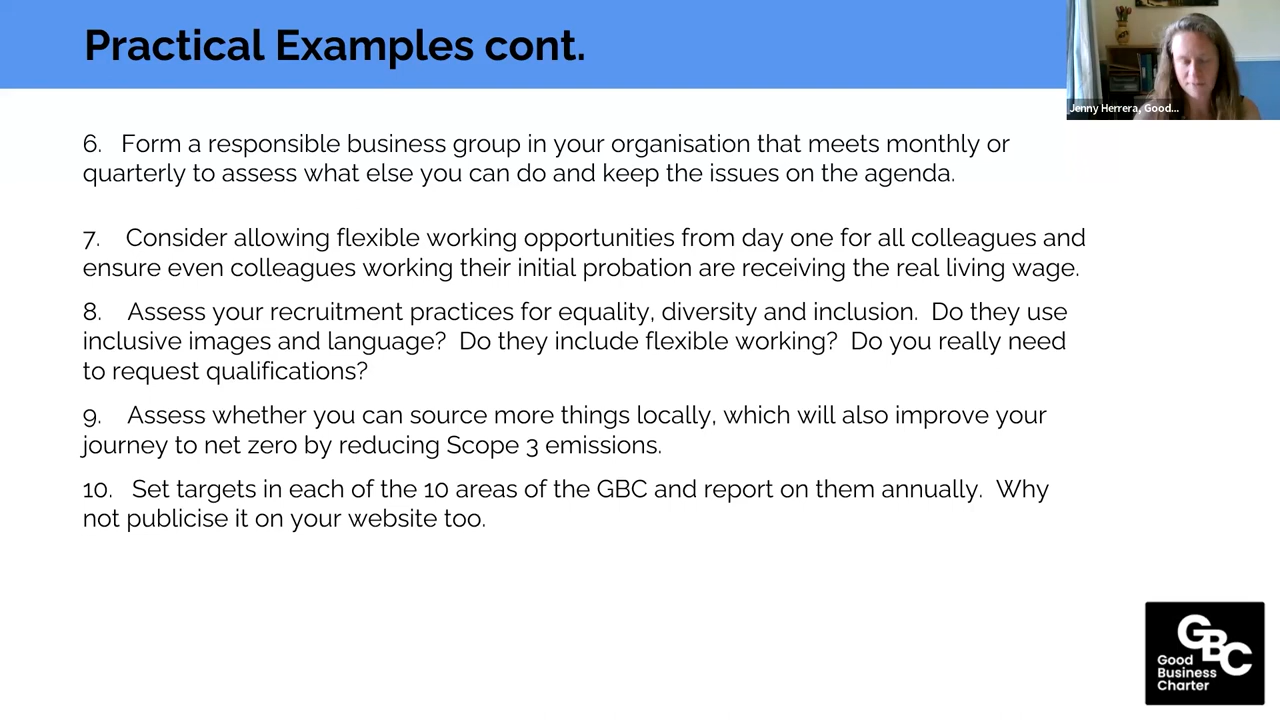 Practical Examples cont.
Jenny Herrera, Good...
6. Form a responsible business group in your organisation that meets monthly or
quarterly to assess what else you can do and keep the issues on the agenda.
7. Consider allowing flexible working opportunities from day one for all colleagues and
ensure even colleagues working their initial probation are receiving the real living wage.
8. Assess your recruitment practices for equality, diversity and inclusion. Do they use
inclusive images and language? Do they include flexible working? Do you really need
to request qualifications?
9. Assess whether you can source more things locally, which will also improve your
journey to net zero by reducing Scope 3 emissions.
10. Set targets in each of the 10 areas of the GBC and report on them annually. Why
not publicise it on your website too.
GBC
Good
Business
Charter